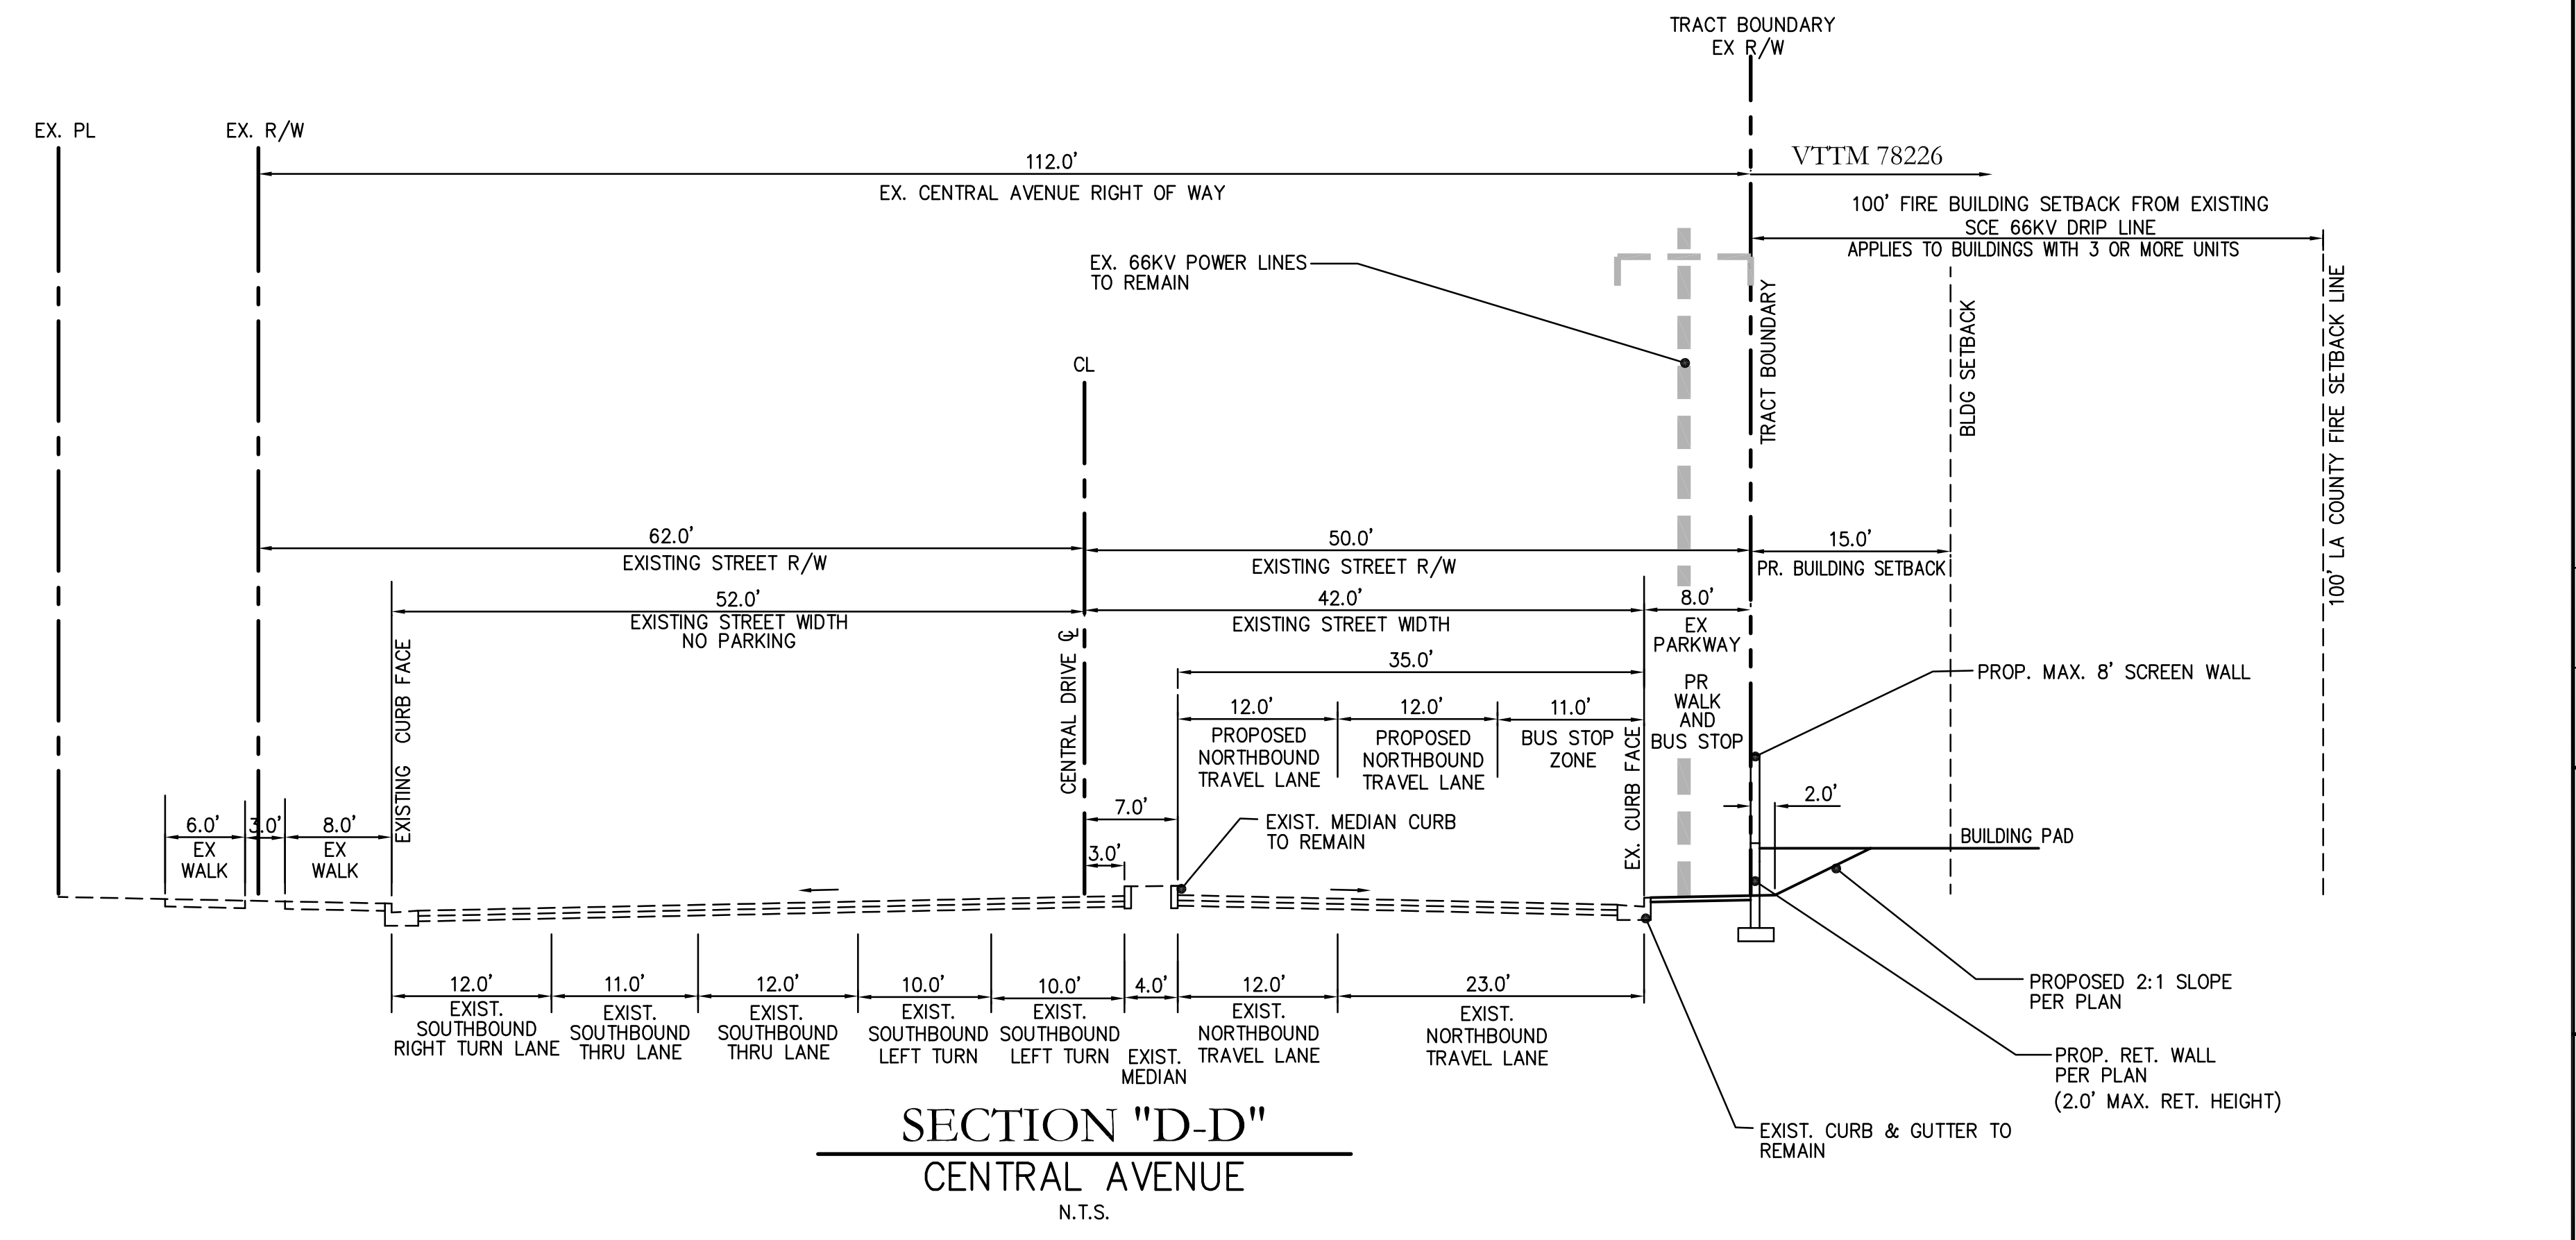 TRACT BOUNDARY
EX R/W
EX. PL
EX. R/W
112.0'
EX. CENTRAL AVENUE RIGHT OF WAY
VTTM 78226
100' FIRE BUILDING SETBACK FROM EXISTING
SCE 66KV DRIP LINE
APPLIES TO BUILDINGS WITH 3 OR MORE UNITS
EX. 66KV POWER LINES
TO REMAIN
TRACT BOUNDARY
BLDG SETBACK
100' LA COUNTY FIRE SETBACK LINE
CL
62.0'
EXISTING STREET R/W
50.0'
EXISTING STREET R/W
15.0'
PR. BUILDING SETBACK
52.0'
EXISTING STREET WIDTH
NO PARKING
42.0'
EXISTING STREET WIDTH
8.0'
EX
PARKWAY
PR
WALK
AND
BUS STOP
EXISTING CURB FACE
CENTRAL DRIVE ℄
35.0'
12.0'
PROPOSED
NORTHBOUND
TRAVEL LANE
12.0'
PROPOSED
NORTHBOUND
TRAVEL LANE
11.0'
BUS STOP
ZONE
EX. CURB FACE
PROP. MAX. 8' SCREEN WALL
2.0'
BUILDING PAD
6.0'
EX
WALK
3.0'
8.0'
EX
WALK
7.0'
3.0'
EXIST. MEDIAN CURB
TO REMAIN
12.0'
EXIST.
SOUTHBOUND
RIGHT TURN LANE
11.0'
EXIST.
SOUTHBOUND
THRU LANE
12.0'
EXIST.
SOUTHBOUND
THRU LANE
10.0'
EXIST.
SOUTHBOUND
LEFT TURN
10.0'
EXIST.
SOUTHBOUND
LEFT TURN
4.0'
EXIST.
MEDIAN
12.0'
EXIST.
NORTHBOUND
TRAVEL LANE
23.0'
EXIST.
NORTHBOUND
TRAVEL LANE
PROPOSED 2:1 SLOPE
PER PLAN
PROP. RET. WALL
PER PLAN
(2.0' MAX. RET. HEIGHT)
EXIST. CURB & GUTTER TO
REMAIN
SECTION "D-D"
CENTRAL AVENUE
N.T.S.